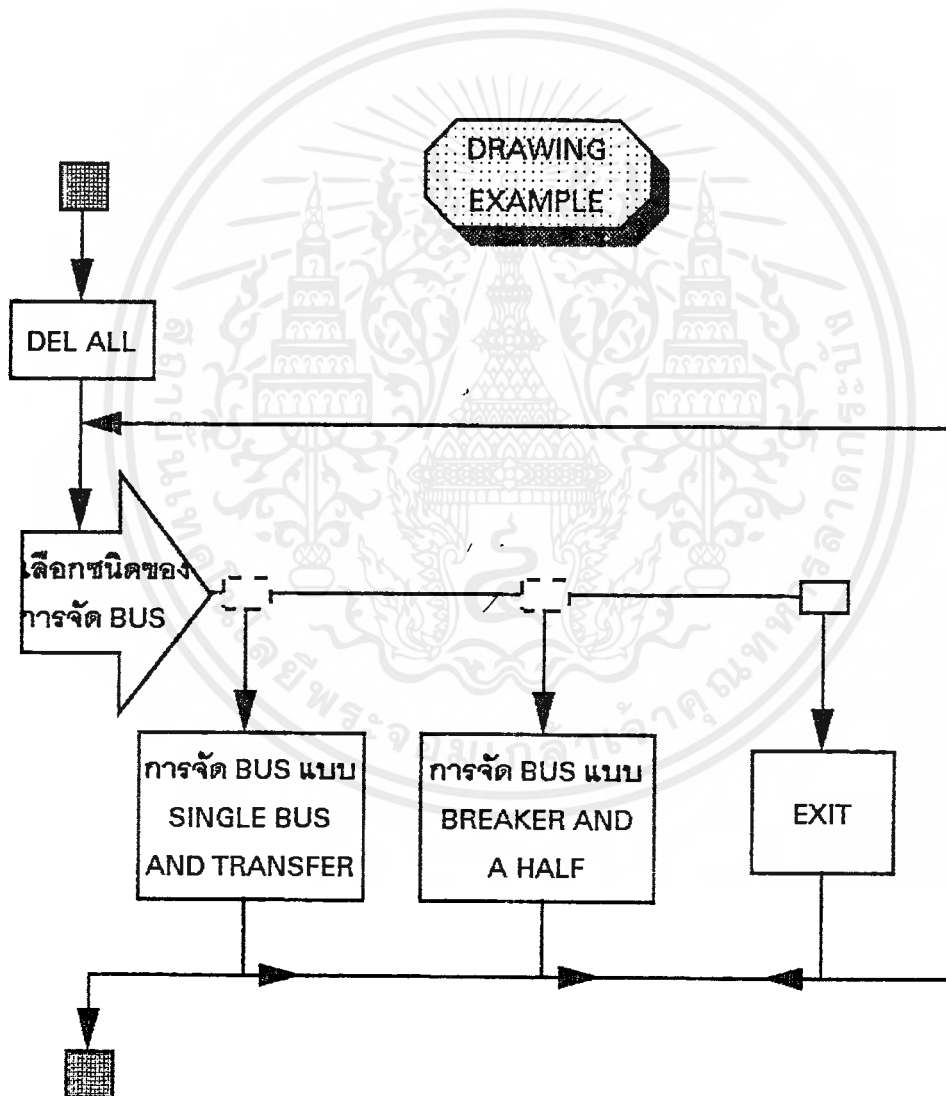 DRAWING
EXAMPLE
DEL ALL
เลือกชนิดของ
การจัด BUS
การจัด BUS แบบ
SINGLE BUS
AND TRANSFER
การจัด BUS แบบ
BREAKER AND
A HALF
EXIT